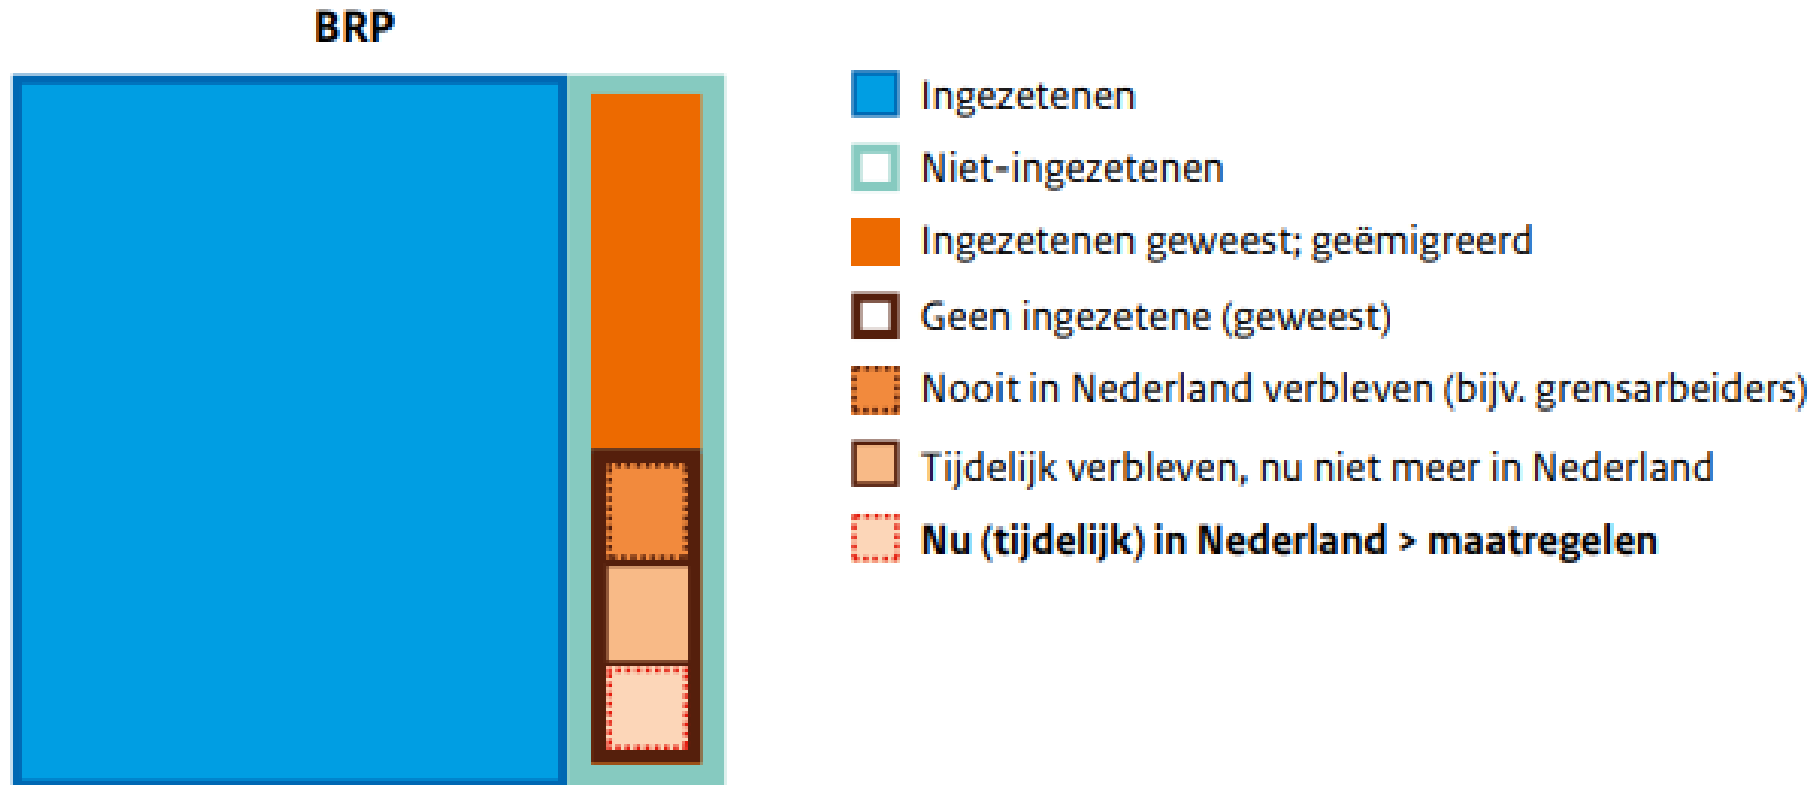 BRP
Ingezetenen
Niet-ingezetenen
Ingezetenen geweest; geëmigreerd
Geen ingezetene (geweest)
Nooit in Nederland verbleven (bijv. grensarbeiders)
Tijdelijk verbleven, nu niet meer in Nederland
Nu (tijdelijk) in Nederland > maatregelen